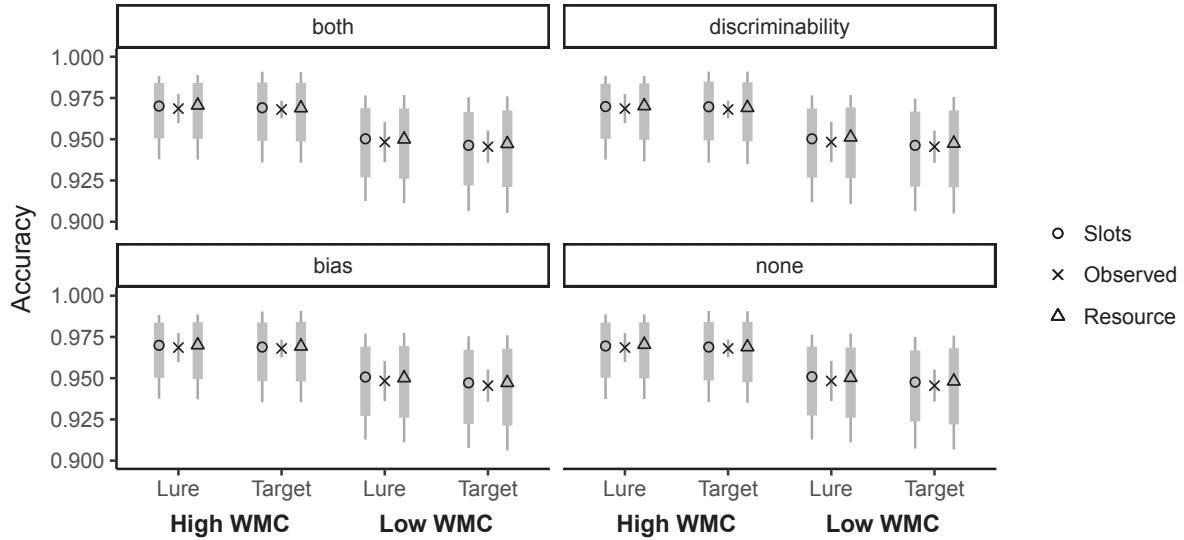 both
discriminability
1.000
0.975
0.950
0.925
0.900
Accuracy
bias
none
1.000
0.975
0.950
0.925
0.900
Lure Target Lure Target
Lure Target Lure Target
High WMC Low WMC
High WMC Low WMC
Slots
Observed
Resource